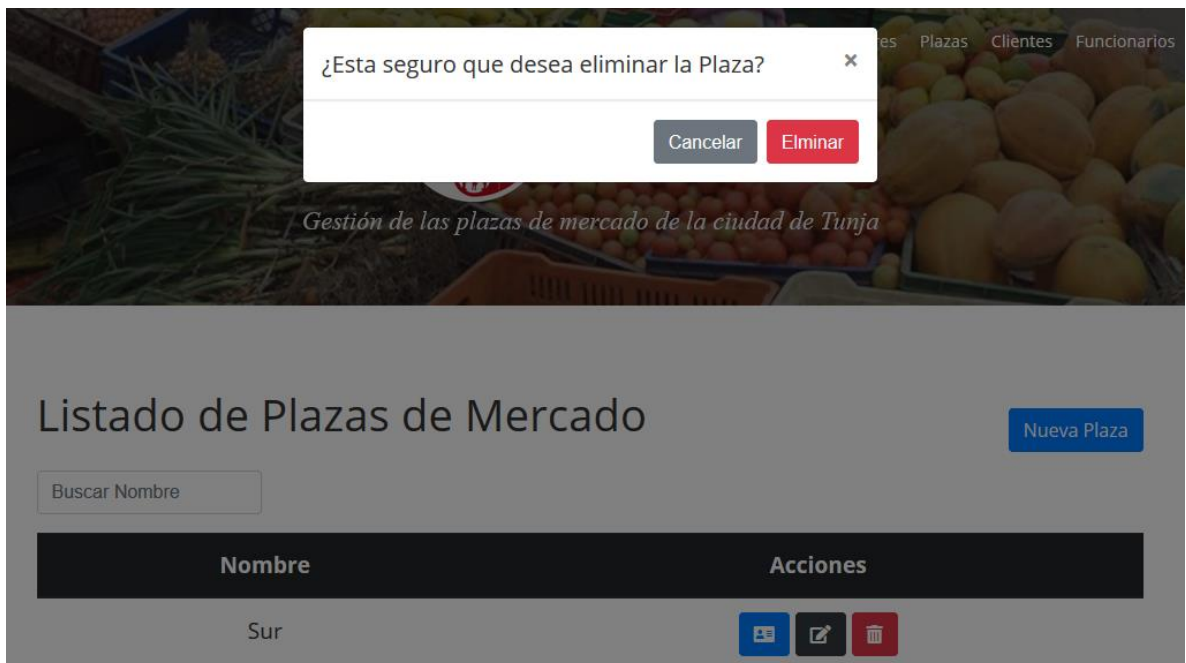 Plazas Clientes Funcionarios
¿Esta seguro que desea eliminar la Plaza? ×
Cancelar Elminar
Gestión de las plazas de mercado de la ciudad de Tunja
Listado de Plazas de Mercado
Nueva Plaza
Buscar Nombre
Nombre Acciones
Sur